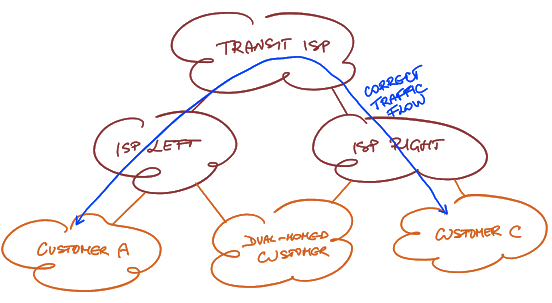 TRANSIT ISP
CORRECT
TRAFFIC
FLOW
ISP LEFT
ISP RIGHT
CUSTOMER A
DUAL-HOMED
CUSTOMER
CUSTOMER C